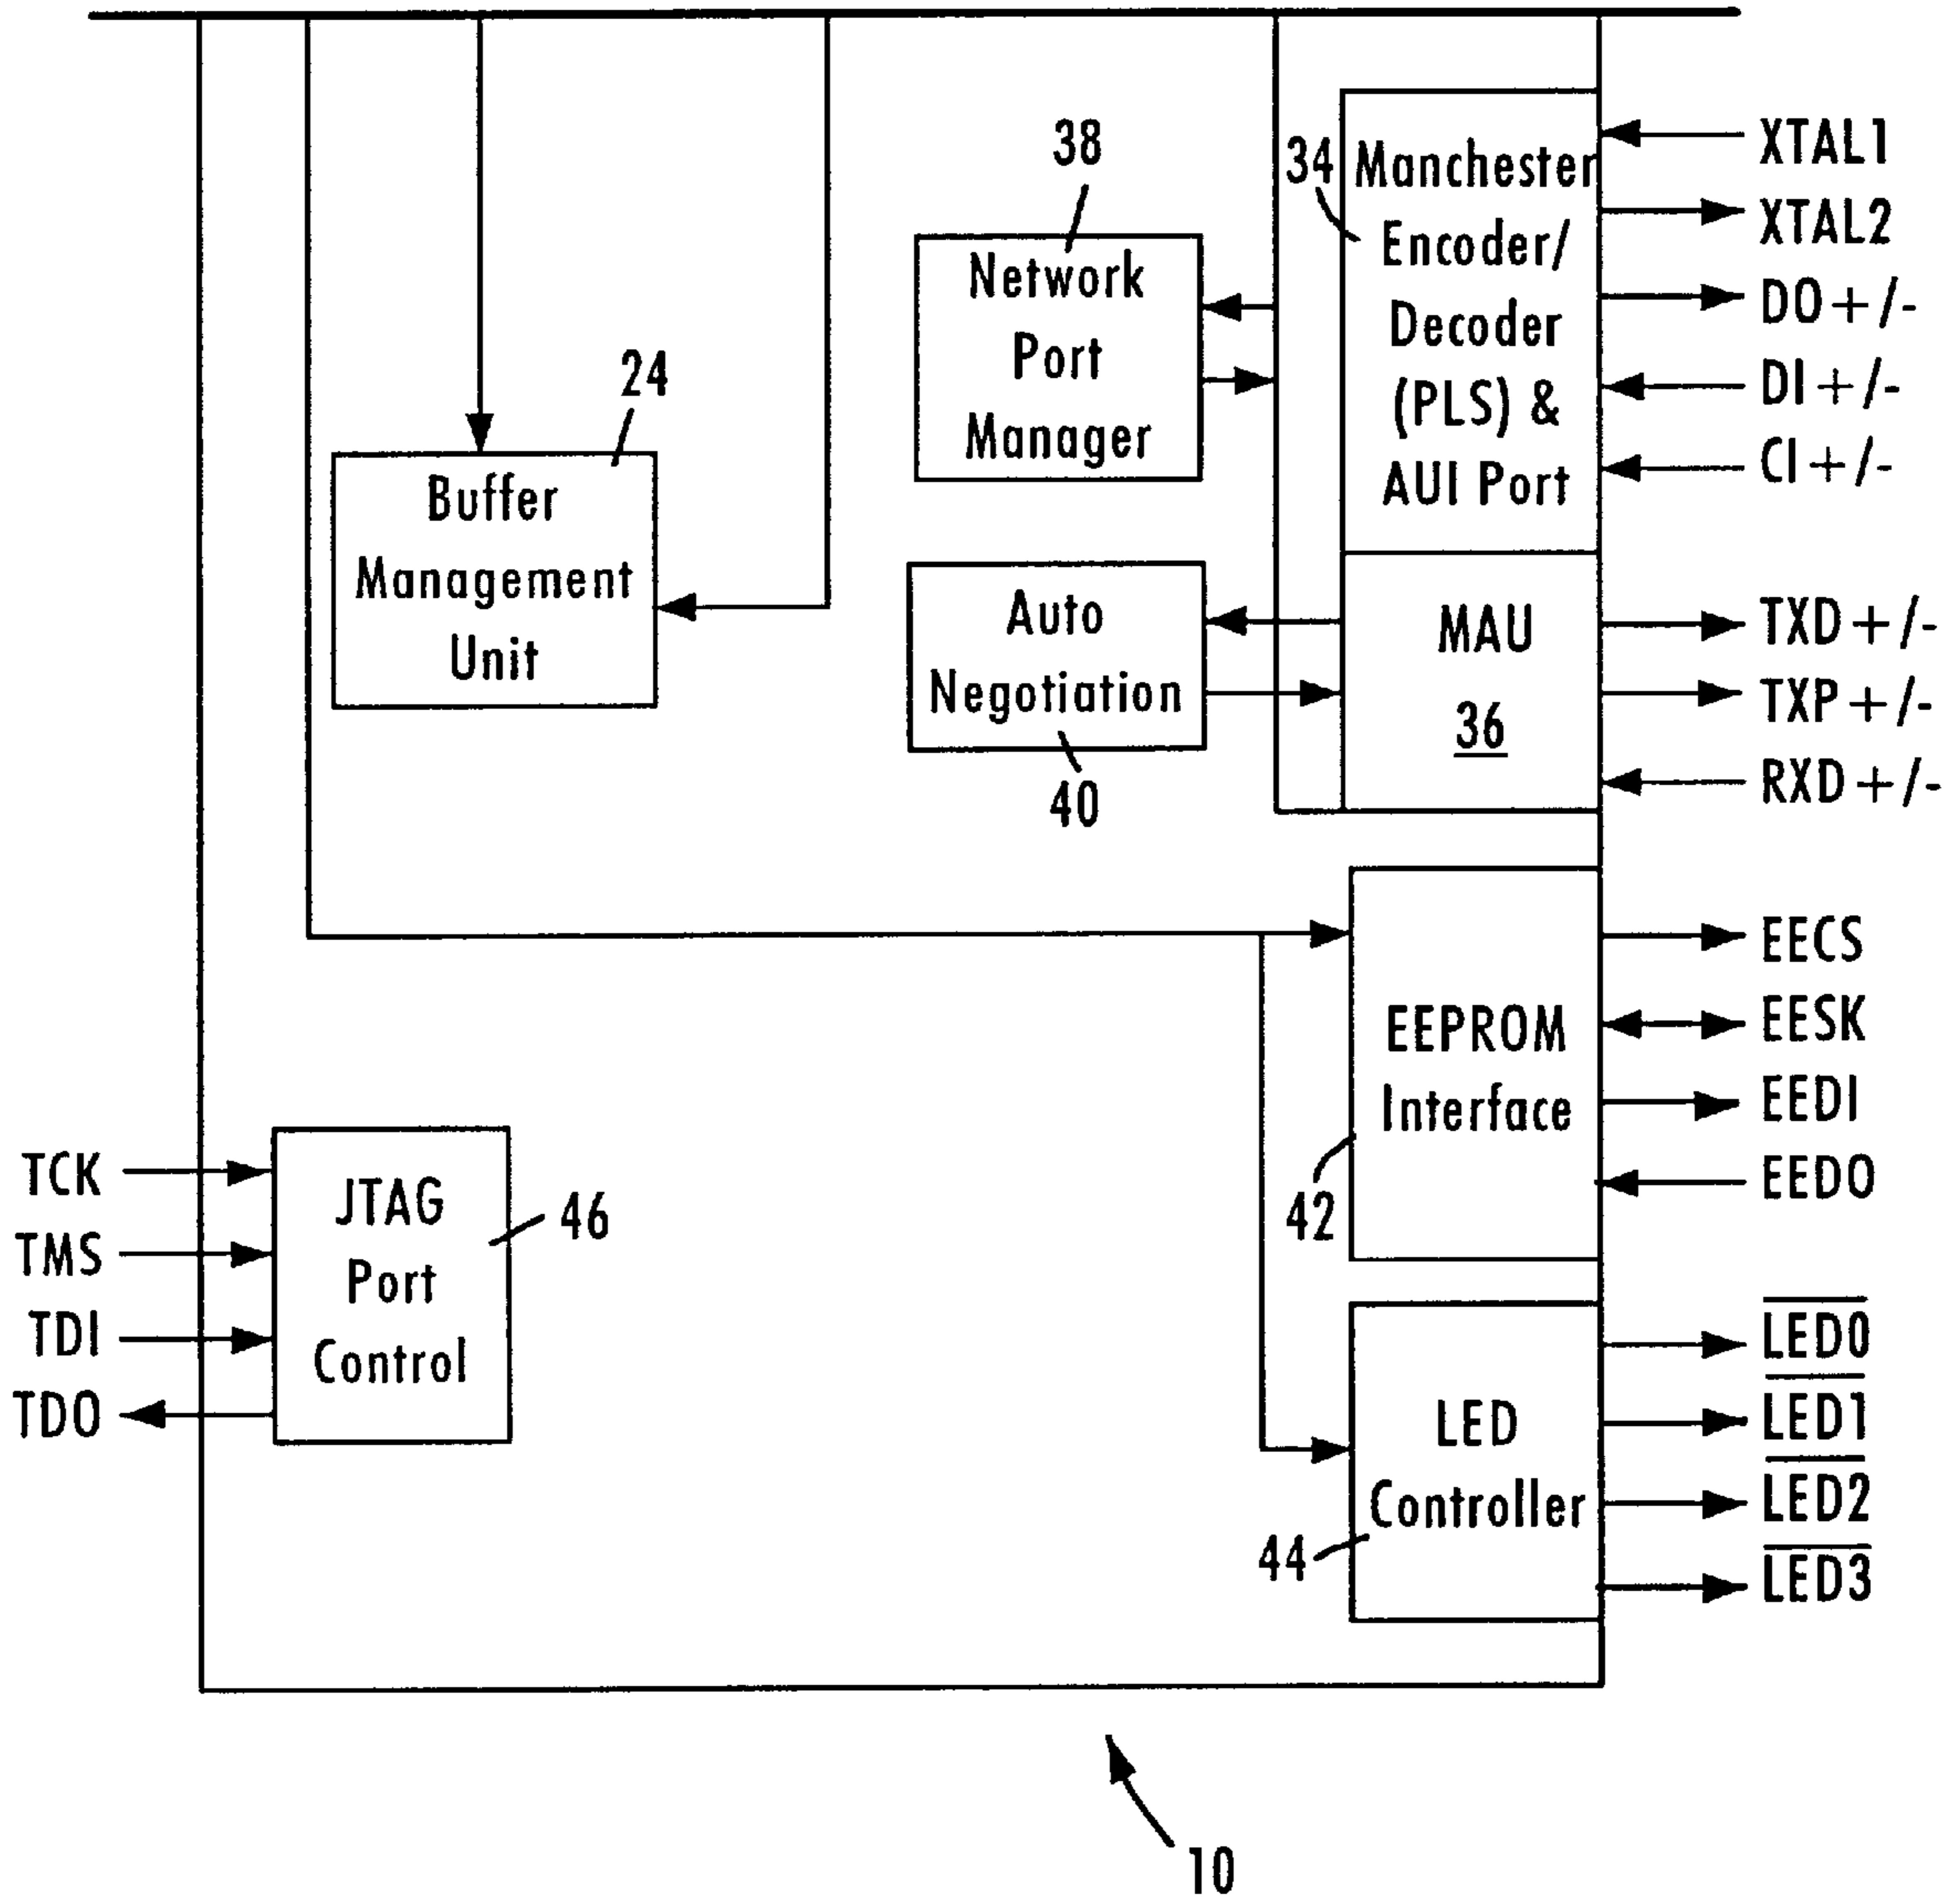 38
Network
Port
Manager
34
Manchester
Encoder/
Decoder
(PLS) &
AUI Port
XTAL1
XTAL2
DO+/-
DI+/-
CI+/-
24
Buffer
Management
Unit
Auto
Negotiation
40
MAU
36
TXD+/-
TXP+/-
RXD+/-
EEPROM
Interface
42
EECS
EESK
EEDI
EEDO
TCK
TMS
TDI
TDO
JTAG
Port
Control
46
LED
Controller
44
LED0
LED1
LED2
LED3
10